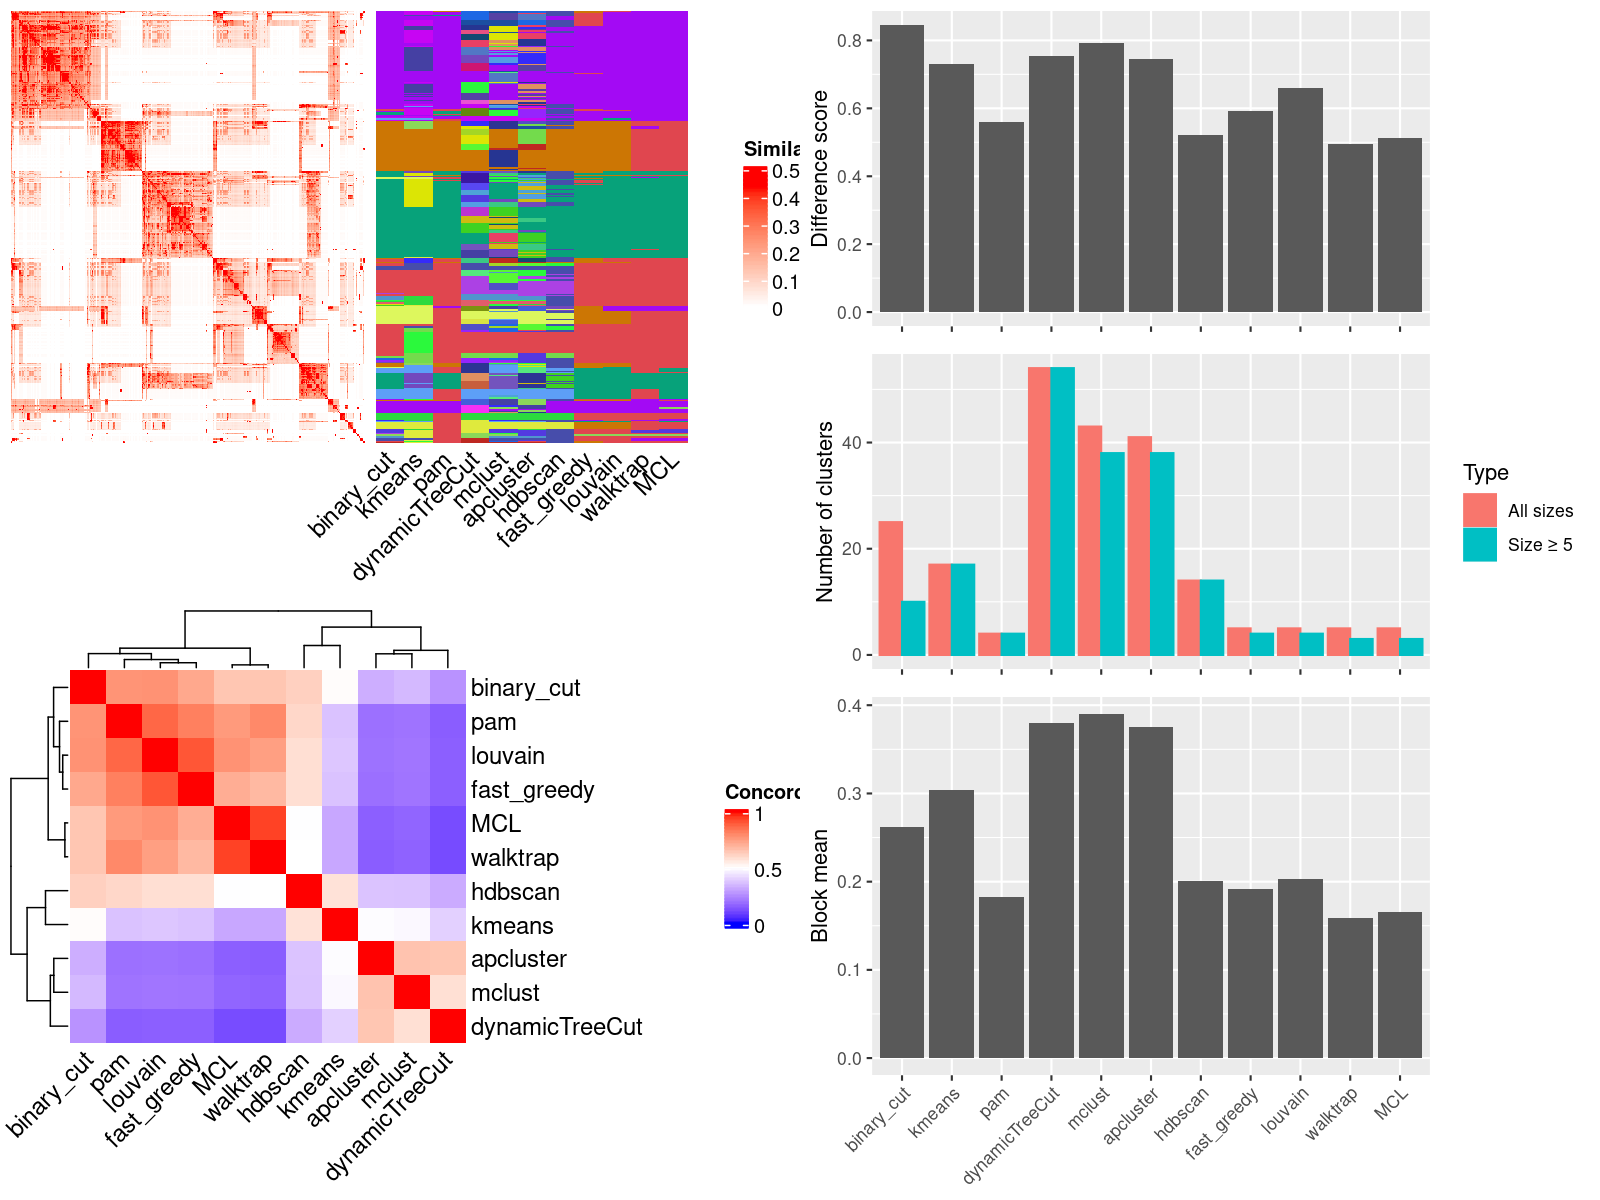 Simila
0.5
0.4
0.3
0.2
0.1
0
binary_cut
kmeans
pam
dynamicTreeCut
mclust
apcluster
hdbscan
fast_greedy
louvain
walktrap
MCL
binary_cut
pam
louvain
fast_greedy
MCL
walktrap
hdbscan
kmeans
apcluster
mclust
dynamicTreeCut
binary_cut
pam
louvain
fast_greedy
MCL
walktrap
hdbscan
kmeans
apcluster
mclust
dynamicTreeCut
Concord
1
0.5
0
Difference score
0.8
0.6
0.4
0.2
0.0
Number of clusters
40
20
0
Type
All sizes
Size ≥ 5
Block mean
0.4
0.3
0.2
0.1
0.0
binary_cut
kmeans
pam
dynamicTreeCut
mclust
apcluster
hdbscan
fast_greedy
louvain
walktrap
MCL